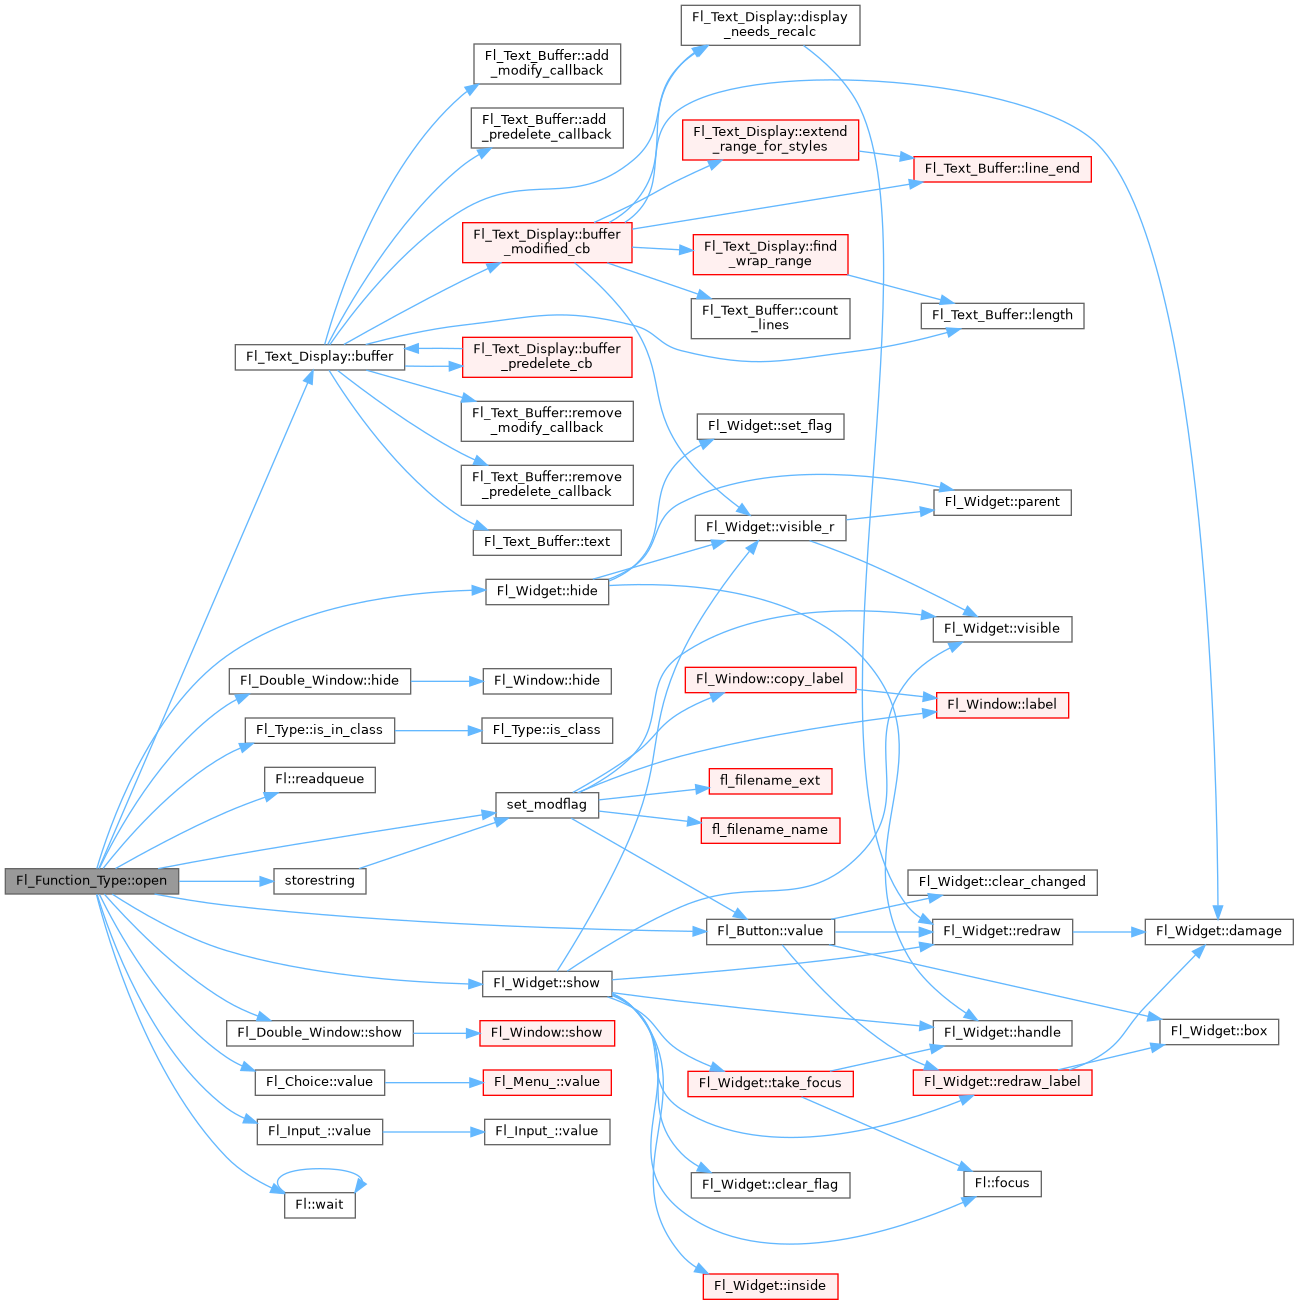 Fl_Text_Display::display
_needs_recalc
Fl_Text_Buffer::add
_modify_callback
Fl_Text_Buffer::add
_predelete_callback
Fl_Text_Display::extend
_range_for_styles
Fl_Text_Buffer::line_end
Fl_Text_Display::buffer
_modified_cb
Fl_Text_Display::find
_wrap_range
Fl_Text_Buffer::count
_lines
Fl_Text_Buffer::length
Fl_Text_Display::buffer
Fl_Text_Display::buffer
_predelete_cb
Fl_Text_Buffer::remove
_modify_callback
Fl_Widget::set_flag
Fl_Text_Buffer::remove
_predelete_callback
Fl_Widget::parent
Fl_Text_Buffer::text
Fl_Widget::visible_r
Fl_Widget::hide
Fl_Widget::visible
Fl_Double_Window::hide
Fl_Window::hide
Fl_Window::copy_label
Fl_Window::label
Fl_Type::is_in_class
Fl_Type::is_class
Fl::readqueue
fl_filename_ext
set_modflag
fl_filename_name
Fl_Function_Type::open
storestring
Fl_Widget::clear_changed
Fl_Button::value
Fl_Widget::redraw
Fl_Widget::damage
Fl_Widget::show
Fl_Double_Window::show
Fl_Window::show
Fl_Widget::handle
Fl_Widget::box
Fl_Choice::value
Fl_Menu_::value
Fl_Widget::take_focus
Fl_Widget::redraw_label
Fl_Input_::value
Fl_Input_::value
Fl_Widget::clear_flag
Fl::focus
Fl::wait
Fl_Widget::inside